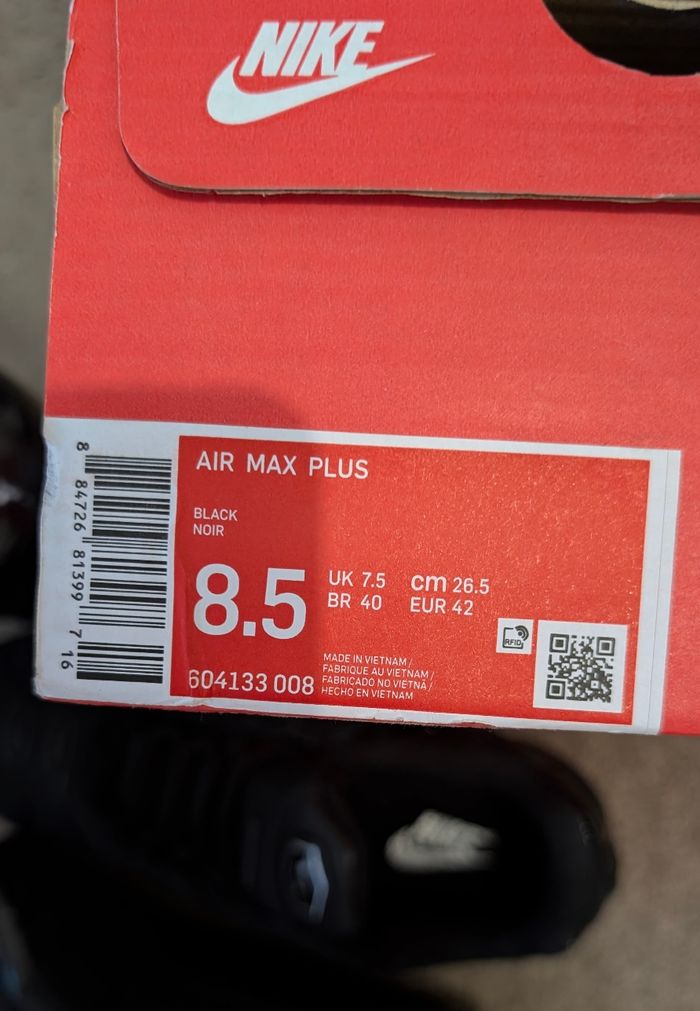 NIKE
AIR MAX PLUS
BLACK
NOIR
8.5
UK 7.5 cm 26.5
BR 40 EUR 42
604133 008
MADE IN VIETNAM /
FABRIQUE AU VIETNAM /
FABRICADO NO VIETNÃ /
HECHO EN VIETNAM
RFID
8 84726 81399 7 16
NIKE